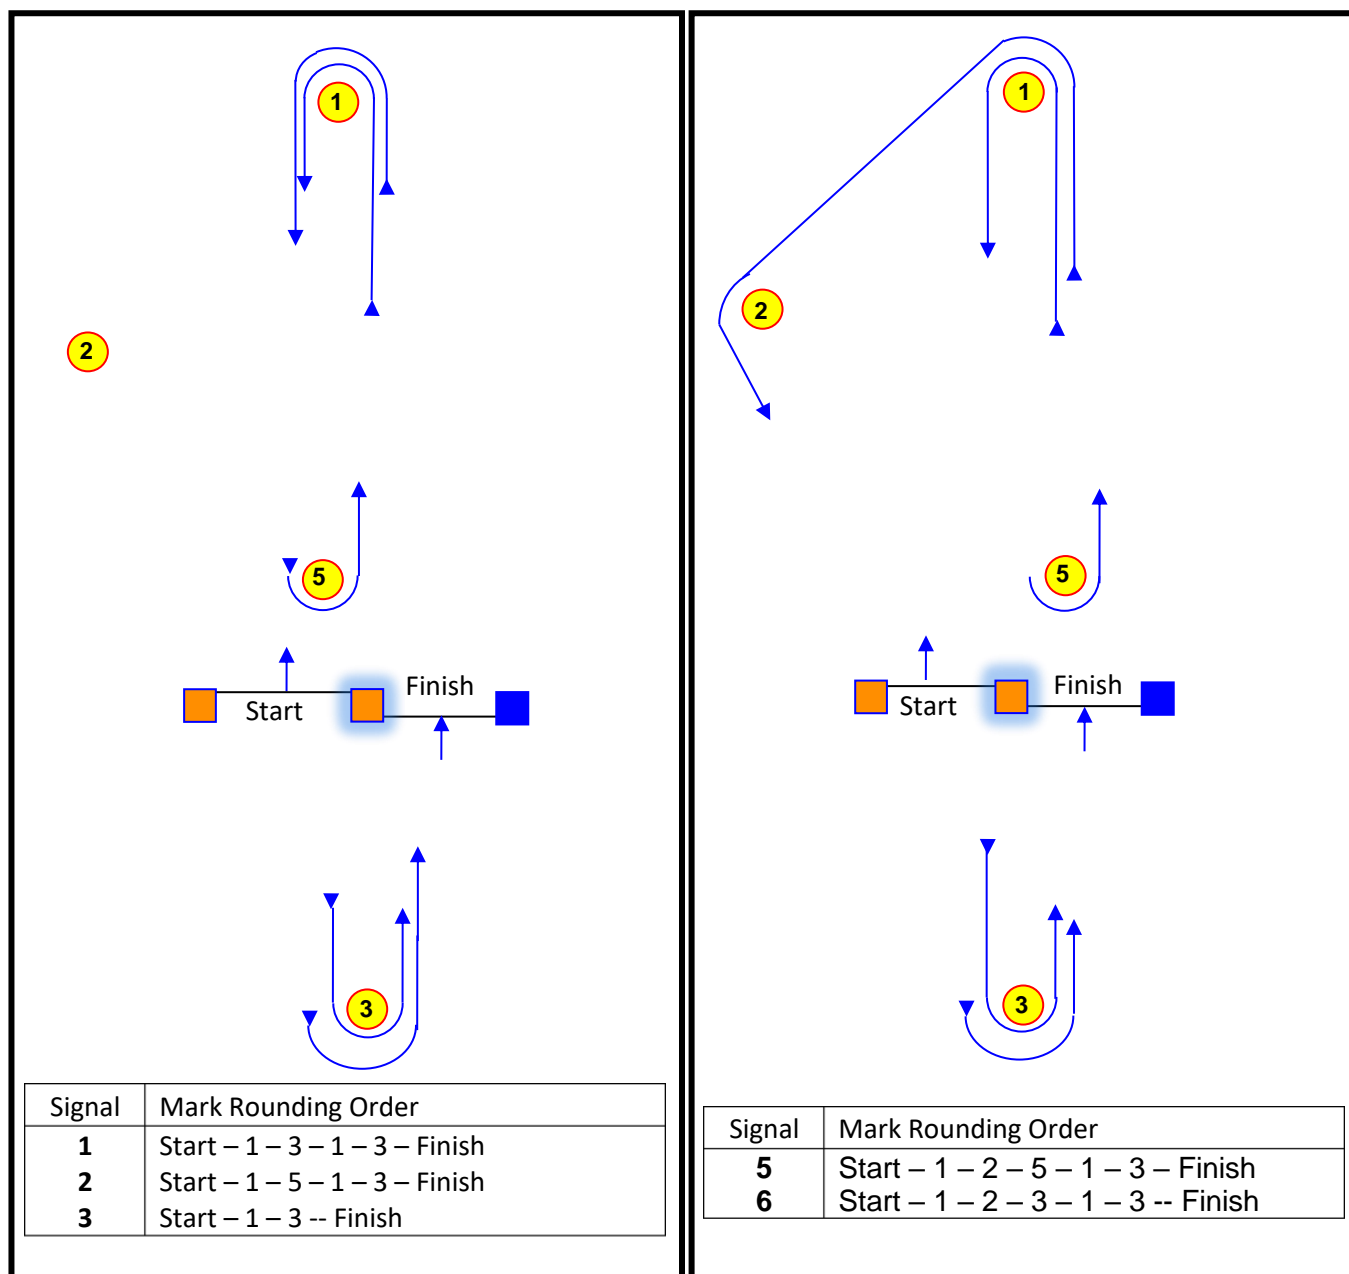 1
2
5
Finish
Start
3
Signal Mark Rounding Order
1 Start – 1 – 3 – 1 – 3 – Finish
2 Start – 1 – 5 – 1 – 3 – Finish
3 Start – 1 – 3 -- Finish
1
2
5
Finish
Start
3
Signal Mark Rounding Order
5 Start – 1 – 2 – 5 – 1 – 3 – Finish
6 Start – 1 – 2 – 3 – 1 – 3 -- Finish